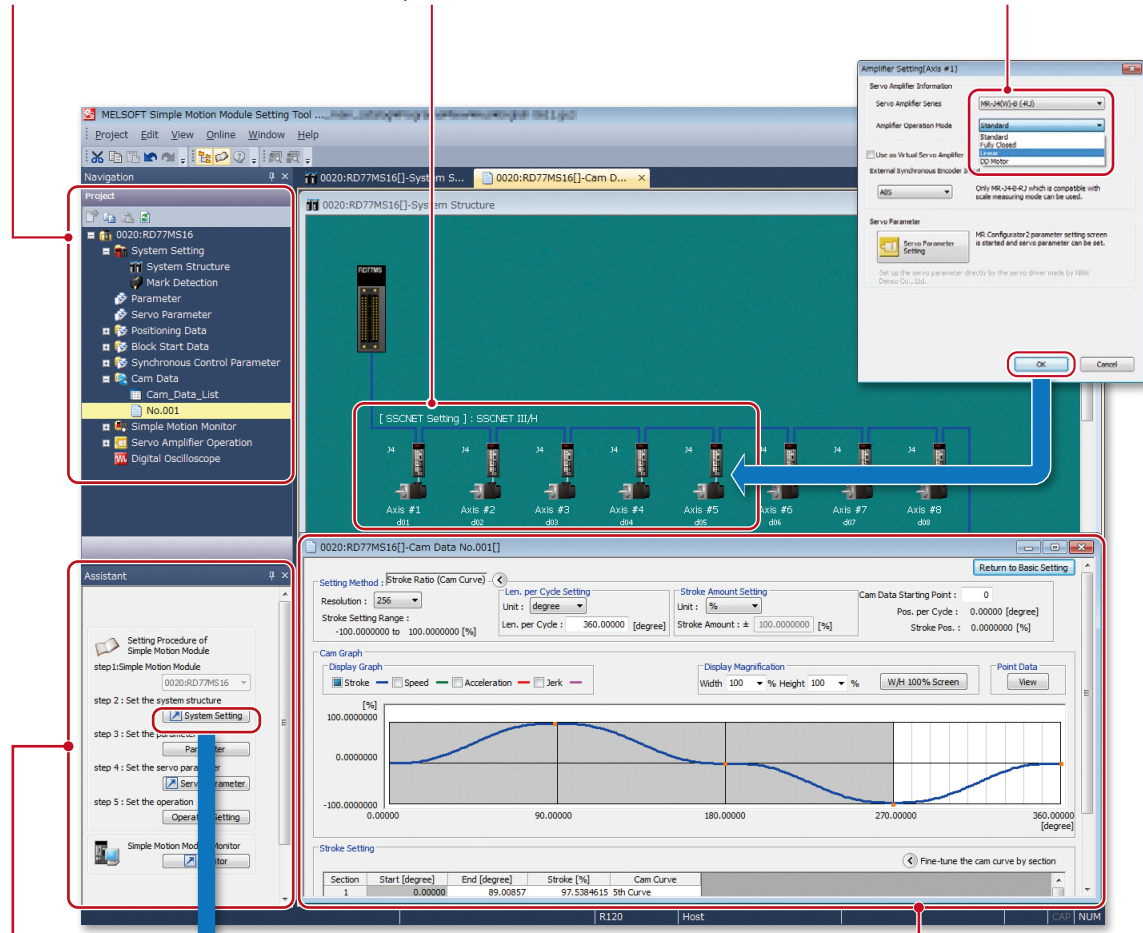 Amplifier Setting[Axis #1]
Servo Amplifier Information
Servo Amplifier Series
MR-J4(W)-B (-RJ)
Amplifier Operation Mode
Standard
Standard
Fully Closed
Linear
DD Motor
Use as Virtual Servo Amplifier
External Synchronous Encoder
ABS
Only MR-J4-B-RJ which is compatible with
scale measuring mode can be used.
Servo Parameter
Servo Parameter
Setting
MR Configurator2 parameter setting screen
is started and servo parameter can be set.
Set up the servo parameter directly by the servo driver made by Nikki
Denso Co., Ltd.
OK
Cancel
MELSOFT Simple Motion Module Setting Tool ...
Project Edit View Online Window Help
Navigation
Project
0020:RD77MS16
System Setting
System Structure
Mark Detection
Parameter
Servo Parameter
Positioning Data
Block Start Data
Synchronous Control Parameter
Cam Data
Cam_Data_List
No.001
Simple Motion Monitor
Servo Amplifier Operation
Digital Oscilloscope
0020:RD77MS16[]-System S...
0020:RD77MS16[]-Cam D...
0020:RD77MS16[]-System Structure
RD77MS
[ SSCNET Setting ] : SSCNET III/H
J4 J4 J4 J4 J4 J4 J4 J4
Axis #1 Axis #2 Axis #3 Axis #4 Axis #5 Axis #6 Axis #7 Axis #8
d01 d02 d03 d04 d05 d06 d07 d08
Assistant
Setting Procedure of
Simple Motion Module
step1:Simple Motion Module
0020:RD77MS16
step 2 : Set the system structure
System Setting
step 3 : Set the parameter
step 4 : Set the servo parameter
step 5 : Set the operation
Simple Motion Module Monitor
0020:RD77MS16[]-Cam Data No.001[]
Return to Basic Setting
Setting Method : Stroke Ratio (Cam Curve)
Resolution : 256
Stroke Setting Range :
-100.0000000 to 100.0000000 [%]
Len. per Cycle Setting
Unit : degree
Len. per Cycle : 360.00000 [degree]
Stroke Amount Setting
Unit : %
Stroke Amount : ± 100.0000000 [%]
Cam Data Starting Point : 0
Pos. per Cycle : 0.00000 [degree]
Stroke Pos. : 0.0000000 [%]
Cam Graph
Display Graph
Stroke Speed Acceleration Jerk
Display Magnification
Width 100 % Height 100 %
W/H 100% Screen
Point Data
View
[%]
100.0000000
0.0000000
-100.0000000
0.00000 90.00000 180.00000 270.00000 360.00000
[degree]
Stroke Setting
Fine-tune the cam curve by section
Section Start [degree] End [degree] Stroke [%] Cam Curve
1 0.00000 89.00857 97.5384615 5th Curve
R120 Host CAP NUM